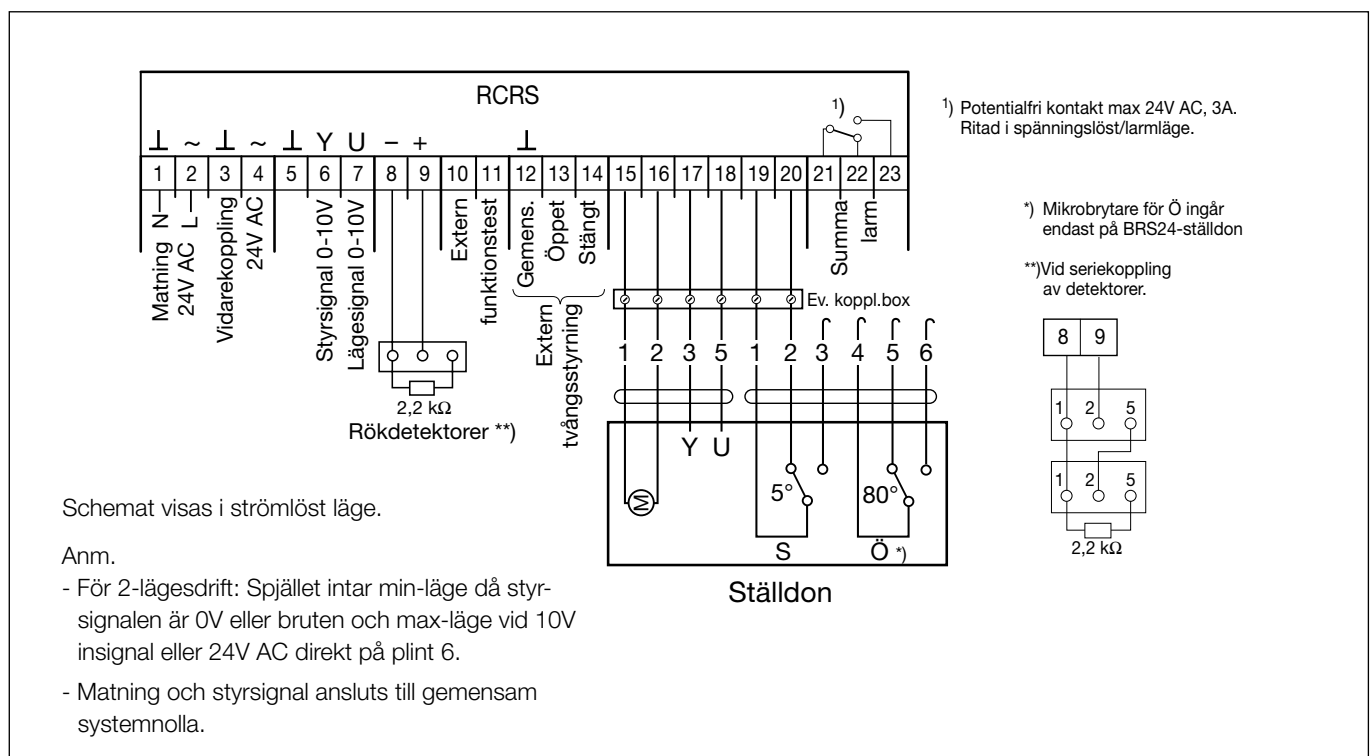 RCRS
1)
⊥ ~ ⊥ ~ ⊥ Y U − + ⊥
1 2 3 4 5 6 7 8 9 10 11 12 13 14 15 16 17 18 19 20 21 22 23
Matning N
24V AC L
Vidarekoppling
24V AC
Styrsignal 0-10V
Lägesignal 0-10V
Extern
funktionstest
Gemens.
Öppet
Stängt
Extern
tvångsstyrning
Summa
larm
2,2 kΩ
Rökdetektorer **)
Ev. koppl.box
1 2 3 5 1 2 3 4 5 6
Y U
M
5°
80°
S
Ö *)
Ställdon
1) Potentialfri kontakt max 24V AC, 3A.
Ritad i spänningslöst/larmläge.
*) Mikrobrytare för Ö ingår
endast på BRS24-ställdon
**)Vid seriekoppling
av detektorer.
8 9
1 2 5
1 2 5
2,2 kΩ
Schemat visas i strömlöst läge.
Anm.
- För 2-lägesdrift: Spjället intar min-läge då styr-
signalen är 0V eller bruten och max-läge vid 10V
insignal eller 24V AC direkt på plint 6.
- Matning och styrsignal ansluts till gemensam
systemnolla.